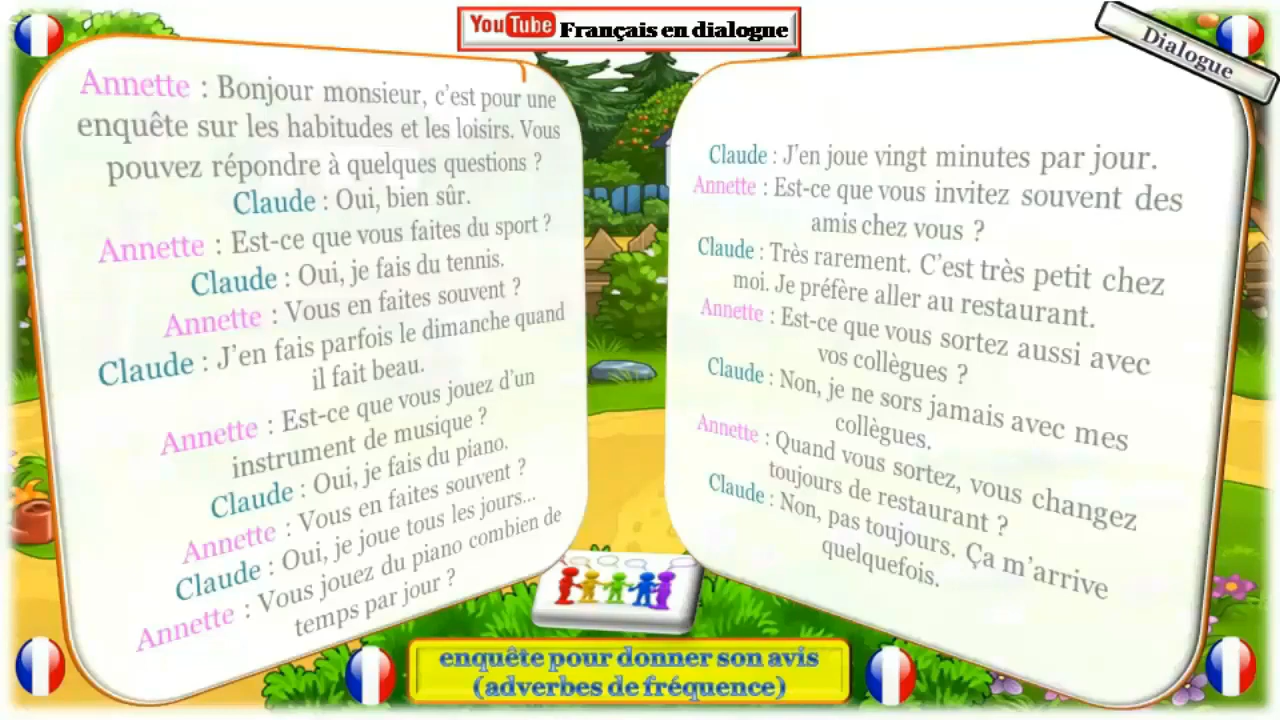 YouTube Français en dialogue
Dialogue
Annette : Bonjour monsieur, c'est pour une
enquête sur les habitudes et les loisirs. Vous
pouvez répondre à quelques questions ?
Claude : Oui, bien sûr.
Annette : Est-ce que vous faites du sport ?
Claude : Oui, je fais du tennis.
Annette : Vous en faites souvent ?
Claude : J'en fais parfois le dimanche quand
il fait beau.
Annette : Est-ce que vous jouez d'un
instrument de musique ?
Claude : Oui, je fais du piano.
Annette : Vous en faites souvent ?
Claude : Oui, je joue tous les jours...
Annette : Vous jouez du piano combien de
temps par jour ?
Claude : J'en joue vingt minutes par jour.
Annette : Est-ce que vous invitez souvent des
amis chez vous ?
Claude : Très rarement. C'est très petit chez
moi. Je préfère aller au restaurant.
Annette : Est-ce que vous sortez aussi avec
vos collègues ?
Claude : Non, je ne sors jamais avec mes
collègues.
Annette : Quand vous sortez, vous changez
toujours de restaurant ?
Claude : Non, pas toujours. Ça m'arrive
quelquefois.
enquête pour donner son avis
(adverbes de fréquence)